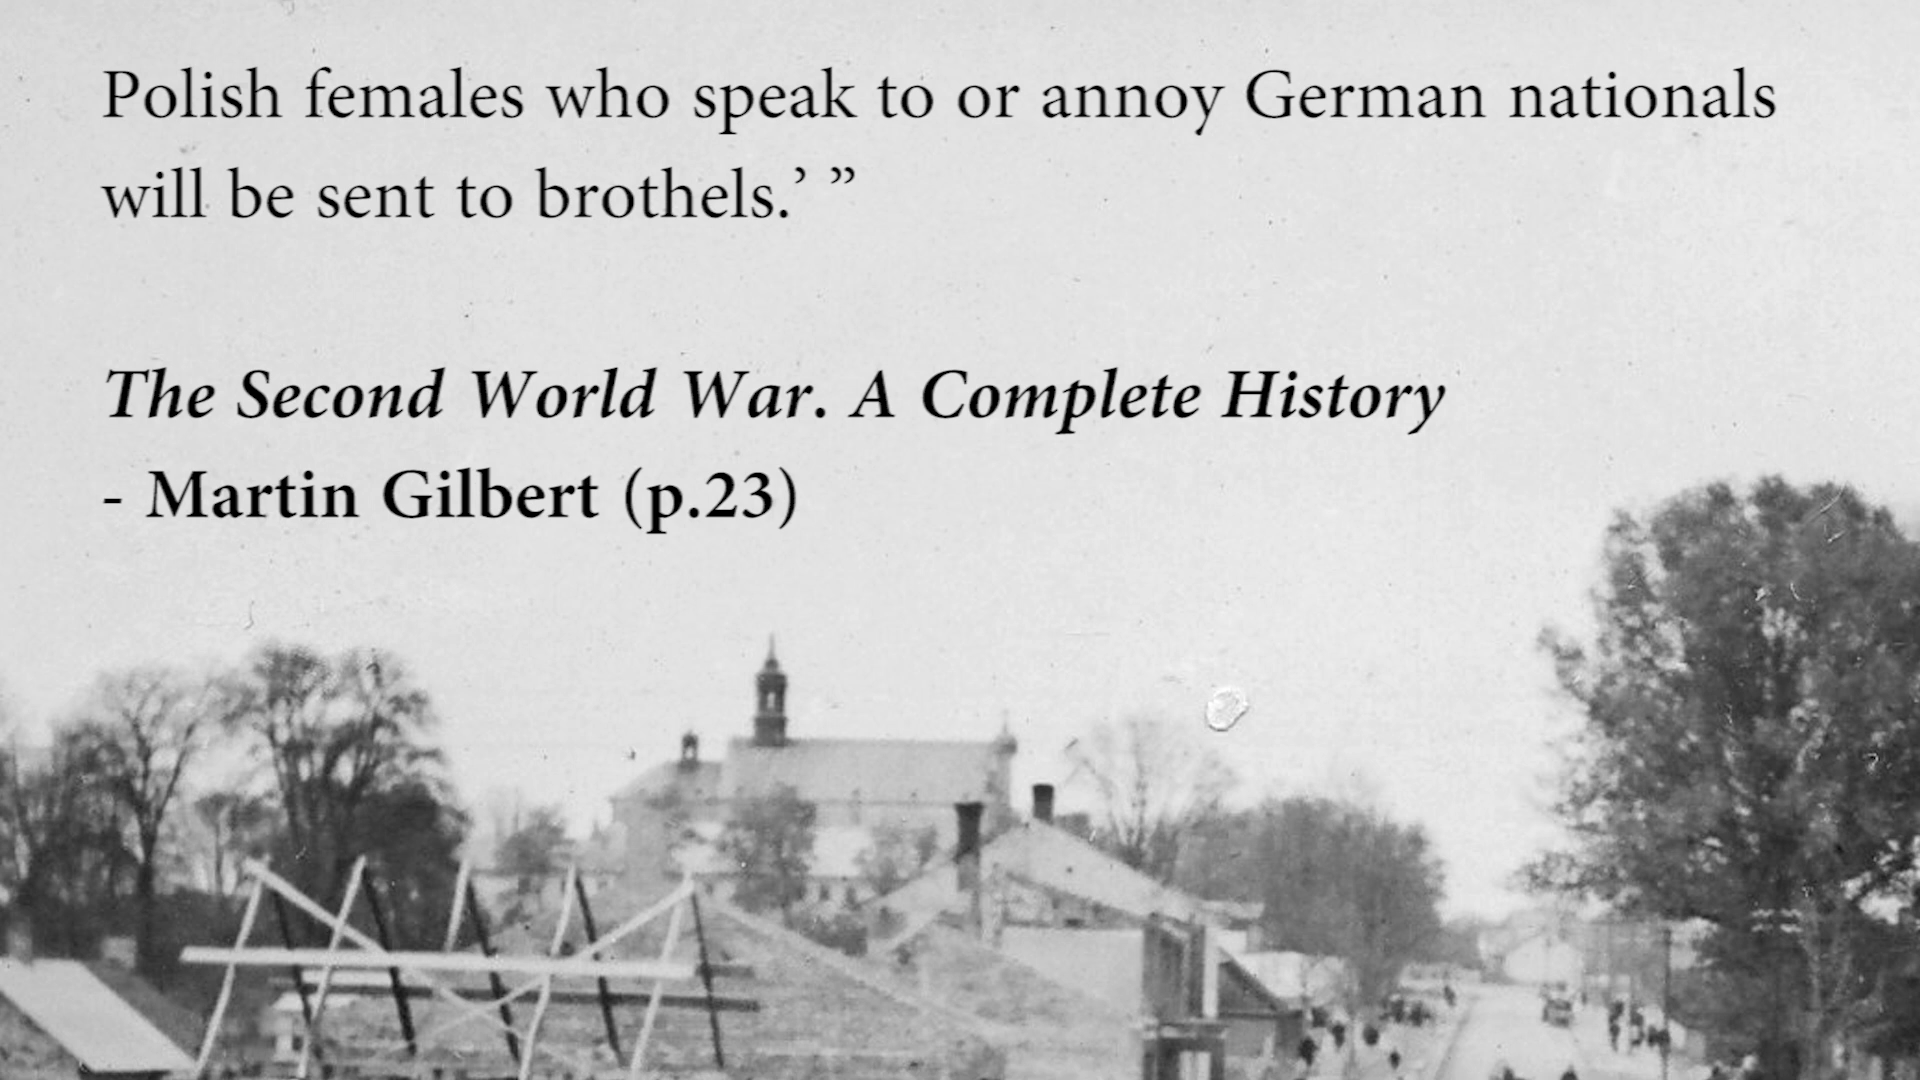 Polish females who speak to or annoy German nationals
will be sent to brothels.’ ”
The Second World War. A Complete History
- Martin Gilbert (p.23)